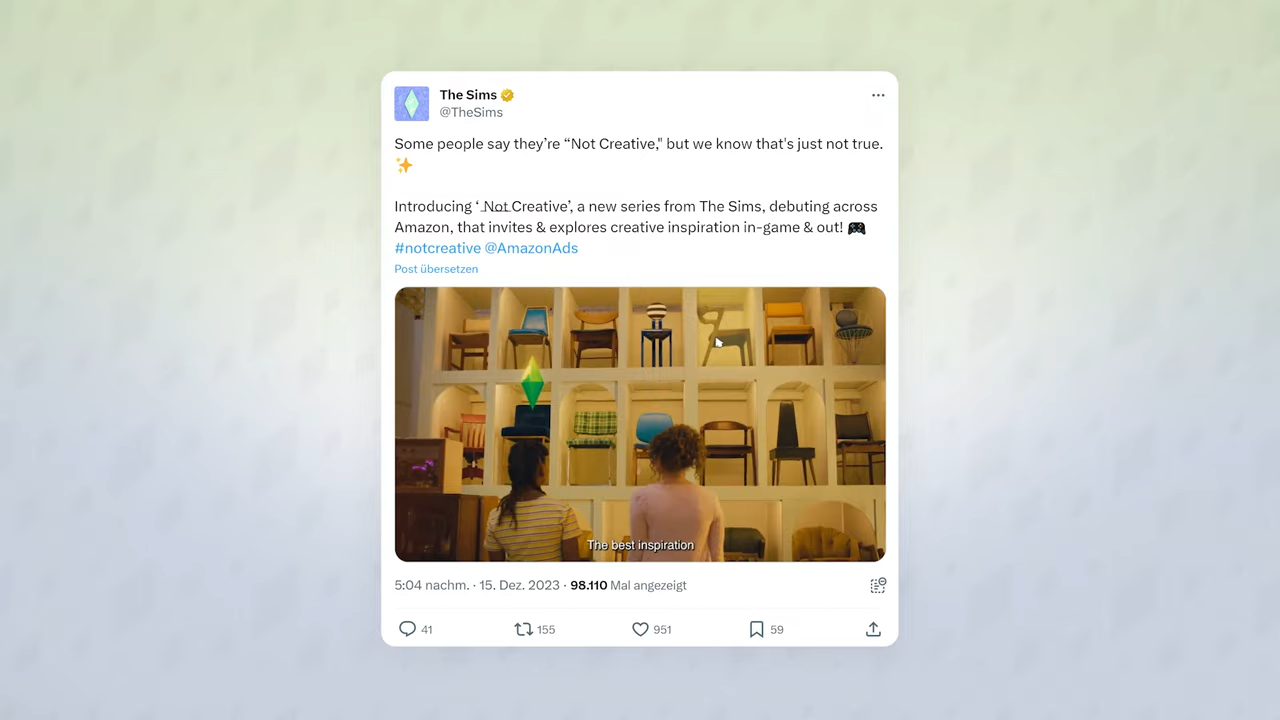 The Sims
@TheSims
Some people say they’re “Not Creative," but we know that's just not true.
✨
Introducing ‘ ̶N̶o̶t̶ Creative’, a new series from The Sims, debuting across
Amazon, that invites & explores creative inspiration in-game & out! 🎮
#notcreative @AmazonAds
Post übersetzen
The best inspiration
5:04 nachm. · 15. Dez. 2023 · 98.110 Mal angezeigt
41 155 951 59